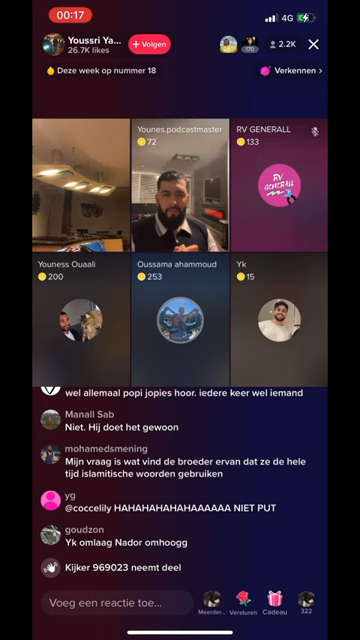 00:17
4G
Youssri Ya...
26.7K likes
+ Volgen
170
2.2K
Deze week op nummer 18
Verkennen >
Younes.podcastmaster
72
RV GENERALL
133
RV
GENERALL
Youness Ouaali
200
Oussama ahammoud
253
Yk
15
wel allemaal popi jopies hoor. iedere keer wel iemand
Manall Sab
Niet. Hij doet het gewoon
mohamedsmening
Mijn vraag is wat vind de broeder ervan dat ze de hele
tijd islamitische woorden gebruiken
yg
@coccelily HAHAHAHAHAHAAAAAA NIET PUT
goudzon
Yk omlaag Nador omhoogg
Kijker 969023 neemt deel
Voeg een reactie toe...
Meerder...
Versturen
Cadeau
322